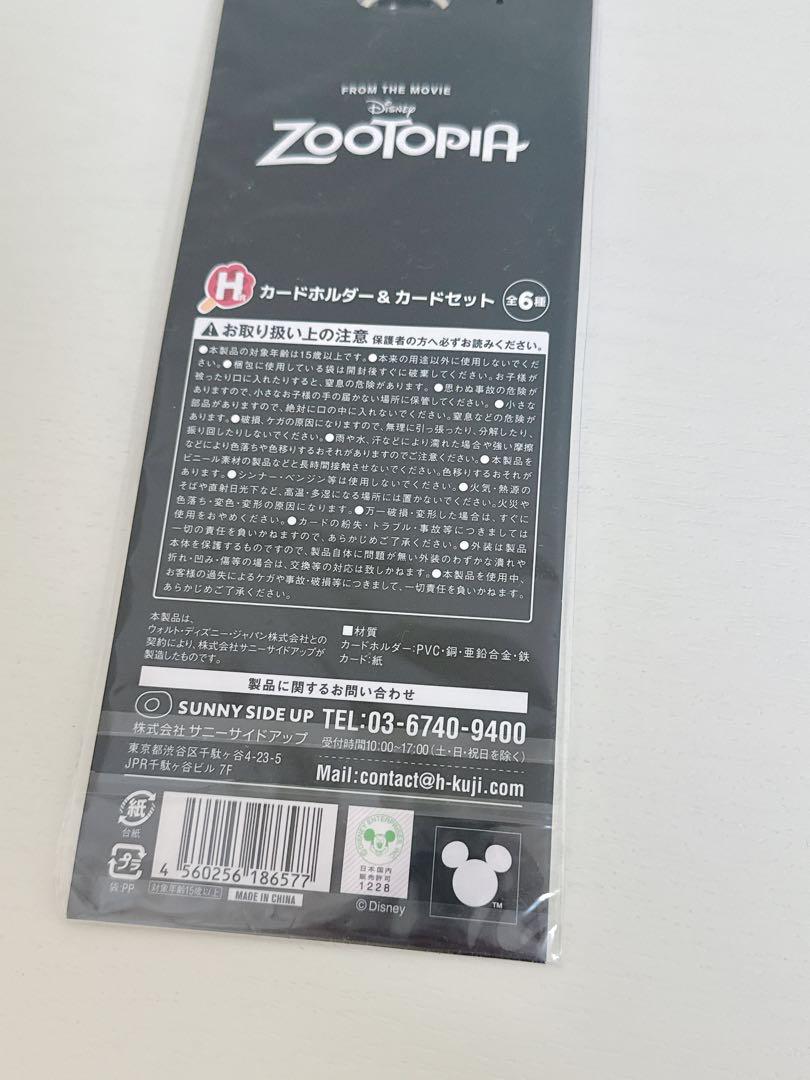 FROM THE MOVIE
Disney
ZOOTOPIA
H カードホルダー&カードセット 全6種
お取り扱い上の注意 保護者の方へ必ずお読みください。
●本製品の対象年齢は15歳以上です。●本来の用途以外に使用しないでくだ
さい。●梱包に使用している袋は開封後すぐに破棄してください。お子様が
被ったり口に入れたりすると、窒息の危険があります。●思わぬ事故の危険が
ありますので、小さなお子様の手の届かない場所に保管してください。●小さな
部品がありますので、絶対に口の中に入れないでください。窒息などの危険が
あります。●破損、ケガの原因になりますので、無理に引っ張ったり、分解したり、
振り回したりしないでください。●雨や水、汗などにより濡れた場合や強い摩擦
などにより色落ちや色移りするおそれがありますのでご注意ください。●本製品を
ビニール素材の製品などと長時間接触させないでください。色移りするおそれが
あります。●シンナー・ベンジン等は使用しないでください。●火気・熱源の
そばや直射日光下など、高温・多湿になる場所には置かないでください。火災や
色落ち・変色・変形の原因になります。●万一破損・変形した場合は、すぐに
使用をおやめください。●カードの紛失・トラブル・事故等につきましては
一切の責任を負いかねますので、あらかじめご了承ください。●外装は製品
本体を保護するものですので、製品自体に問題が無い外装のわずかな潰れや
折れ・凹み・傷等の場合は、交換等の対応は致しかねます。●本製品を使用中、
お客様の過失によるケガや事故・破損等につきまして、一切責任を負いかねます。
あらかじめご了承ください。
本製品は、
ウォルト・ディズニー・ジャパン株式会社との
契約により、株式会社サニーサイドアップが
製造したものです。
■材質
カードホルダー:PVC・銅・亜鉛合金・鉄
カード:紙
製品に関するお問い合わせ
SUNNY SIDE UP
株式会社 サニーサイドアップ
東京都渋谷区千駄ヶ谷4-23-5
JPR千駄ヶ谷ビル 7F
TEL:03-6740-9400
受付時間10:00~17:00(土・日・祝日を除く)
Mail:contact@h-kuji.com
紙
台紙
プラ
袋:PP
4 560256 186577
対象年齢15歳以上
MADE IN CHINA
©DISNEY ENTERPRISES, INC.
日本国内
販売許可
1228
©Disney
TM